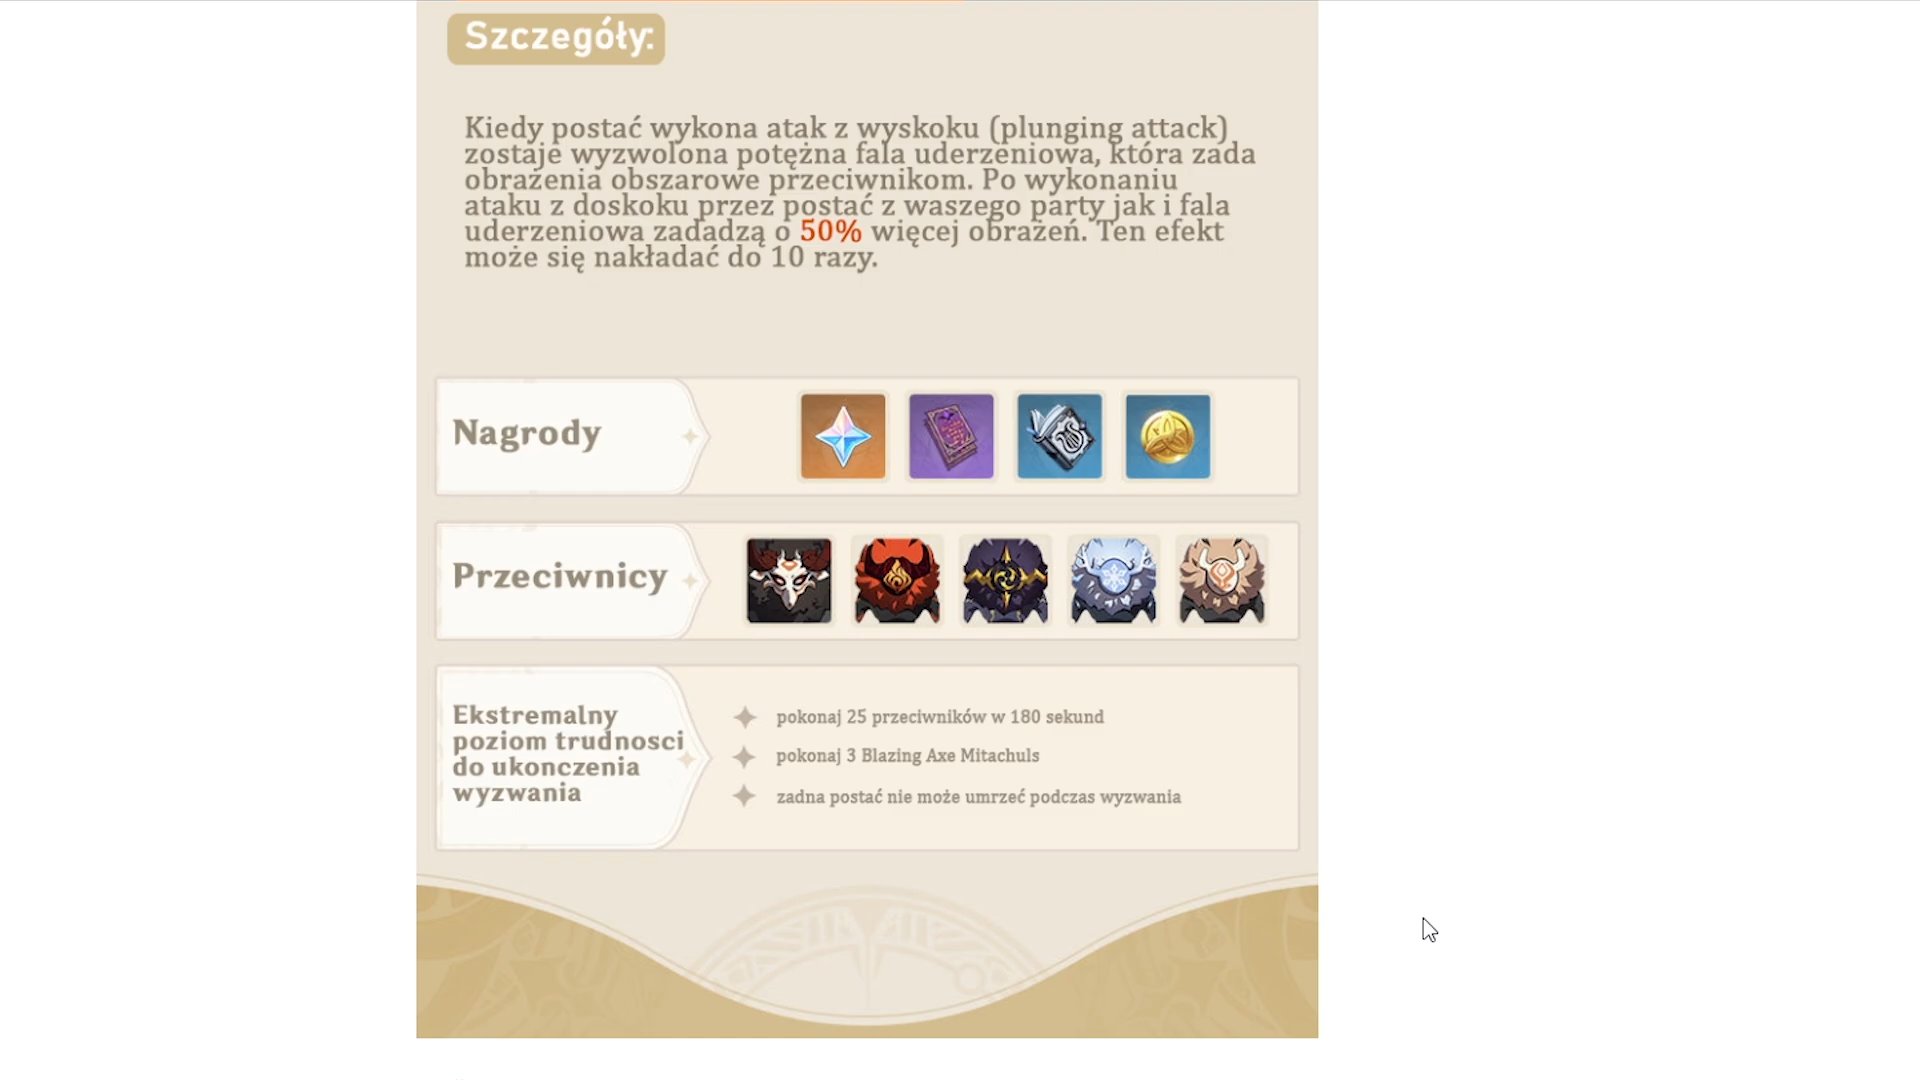 Szczegóły:
Kiedy postać wykona atak z wyskoku (plunging attack)
zostaje wyzwolona potężna fala uderzeniowa, która zada
obrażenia obszarowe przeciwnikom. Po wykonaniu
ataku z doskoku przez postać z waszego party jak i fala
uderzeniowa zadadzą o 50% więcej obrażeń. Ten efekt
może się nakładać do 10 razy.
Nagrody
Przeciwnicy
Ekstremalny
poziom trudnosci
do ukonczenia
wyzwania
pokonaj 25 przeciwników w 180 sekund
pokonaj 3 Blazing Axe Mitachuls
zadna postać nie może umrzeć podczas wyzwania